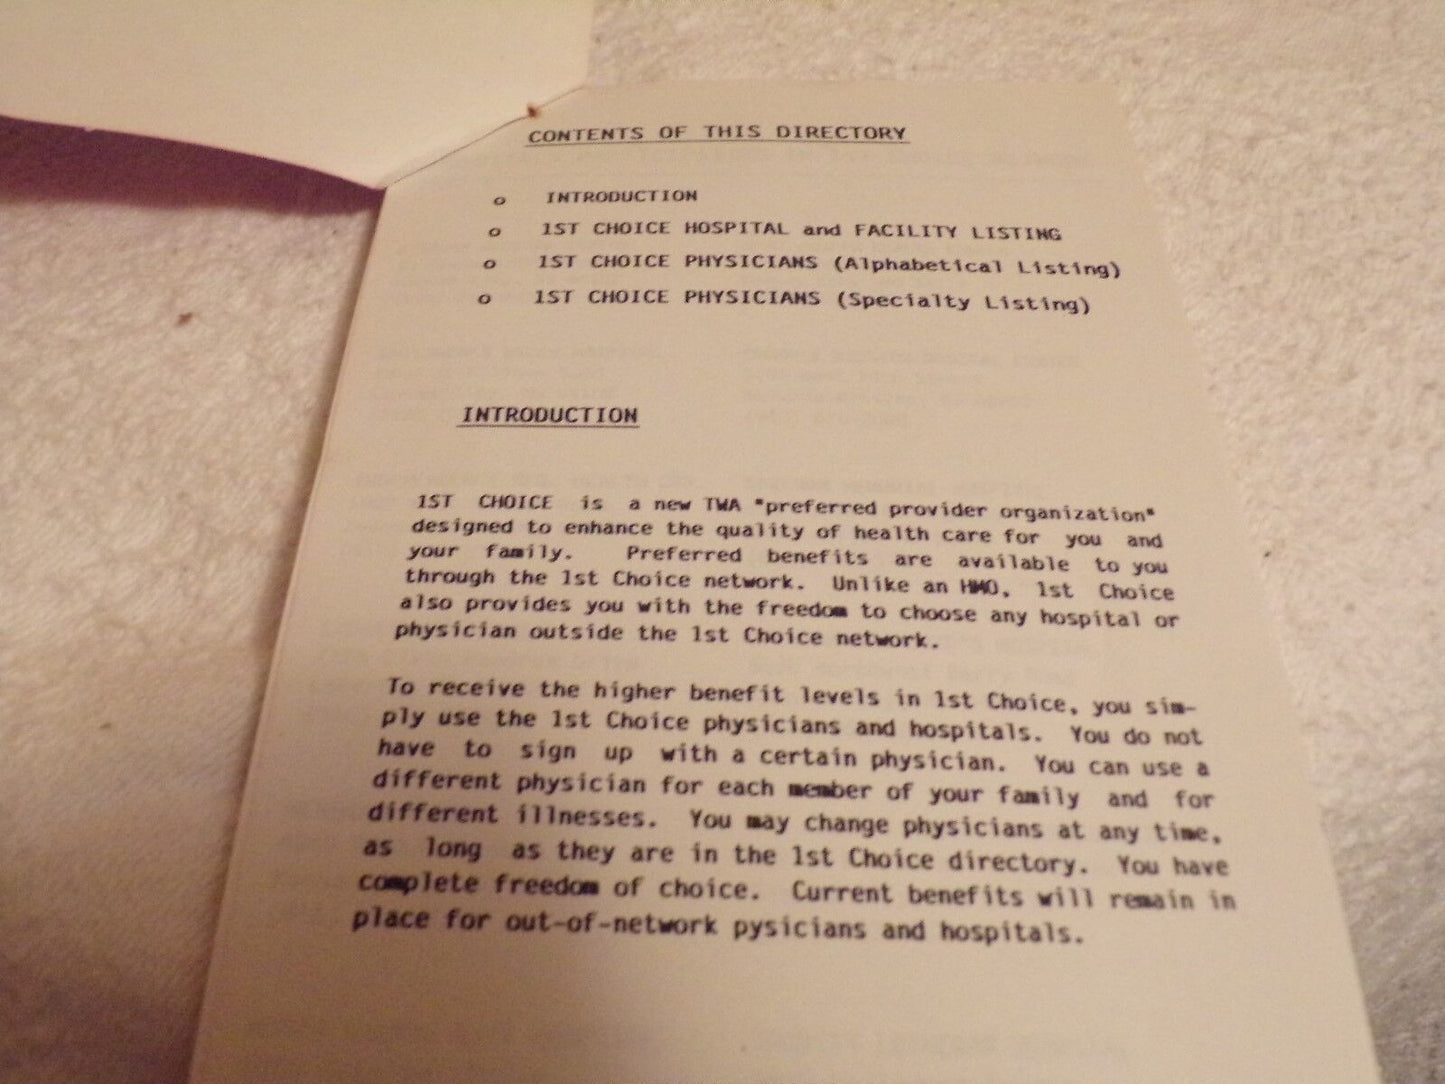 CONTENTS OF THIS DIRECTORY
o INTRODUCTION
o 1ST CHOICE HOSPITAL and FACILITY LISTING
o 1ST CHOICE PHYSICIANS (Alphabetical Listing)
o 1ST CHOICE PHYSICIANS (Specialty Listing)
INTRODUCTION
1ST CHOICE is a new TWA "preferred provider organization"
designed to enhance the quality of health care for you and
your family. Preferred benefits are available to you
through the 1st Choice network. Unlike an HMO, 1st Choice
also provides you with the freedom to choose any hospital or
physician outside the 1st Choice network.
To receive the higher benefit levels in 1st Choice, you sim-
ply use the 1st Choice physicians and hospitals. You do not
have to sign up with a certain physician. You can use a
different physician for each member of your family and for
different illnesses. You may change physicians at any time,
as long as they are in the 1st Choice directory. You have
complete freedom of choice. Current benefits will remain in
place for out-of-network pysicians and hospitals.